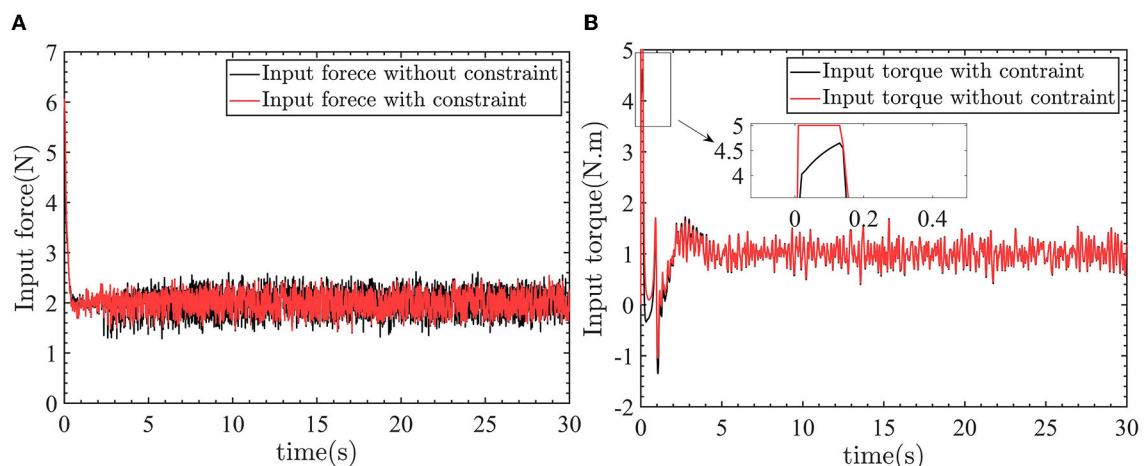 A
Input force(N)
7
6
5
4
3
2
1
0
Input forece without constraint
Input forece with constraint
0 5 10 15 20 25 30
time(s)
B
Input torque(N.m)
5
4
3
2
1
0
-1
-2
Input torque with contraint
Input torque without contraint
5
4.5
4
0 0.2 0.4
0 5 10 15 20 25 30
time(s)